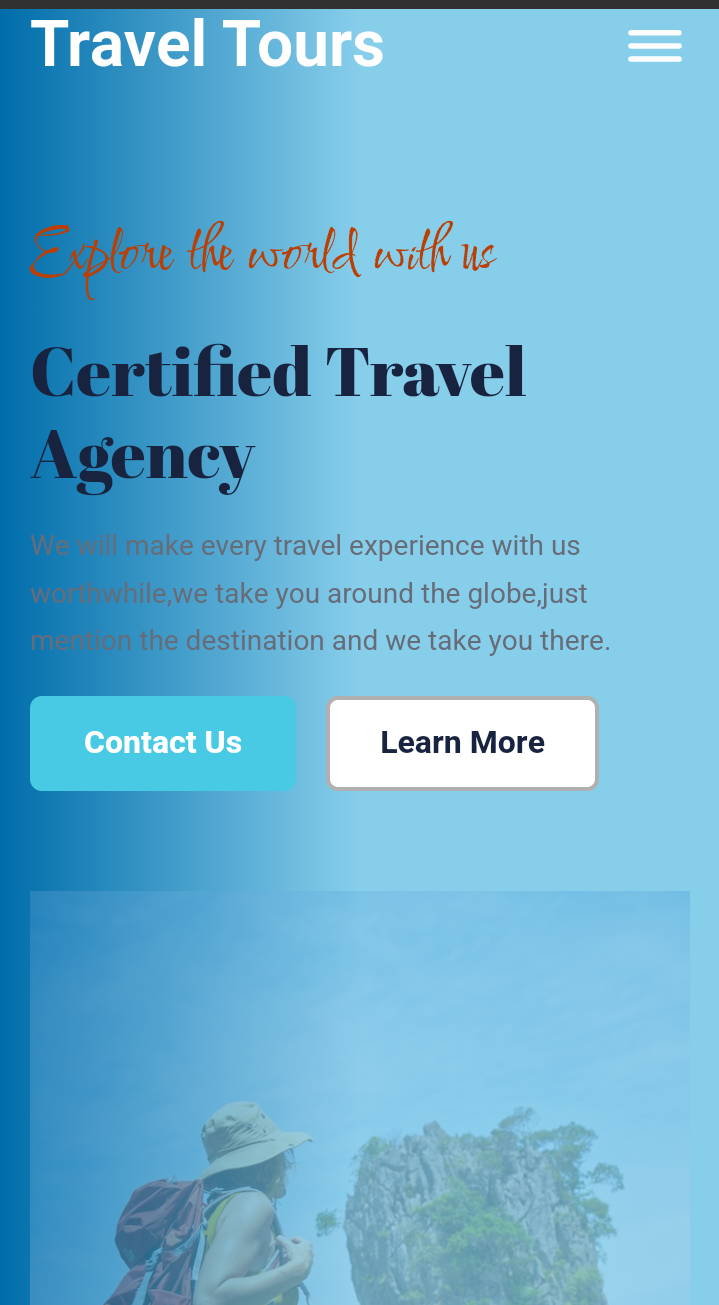 Travel Tours
Explore the world with us
Certified Travel
Agency
We will make every travel experience with us
worthwhile,we take you around the globe,just
mention the destination and we take you there.
Contact Us
Learn More